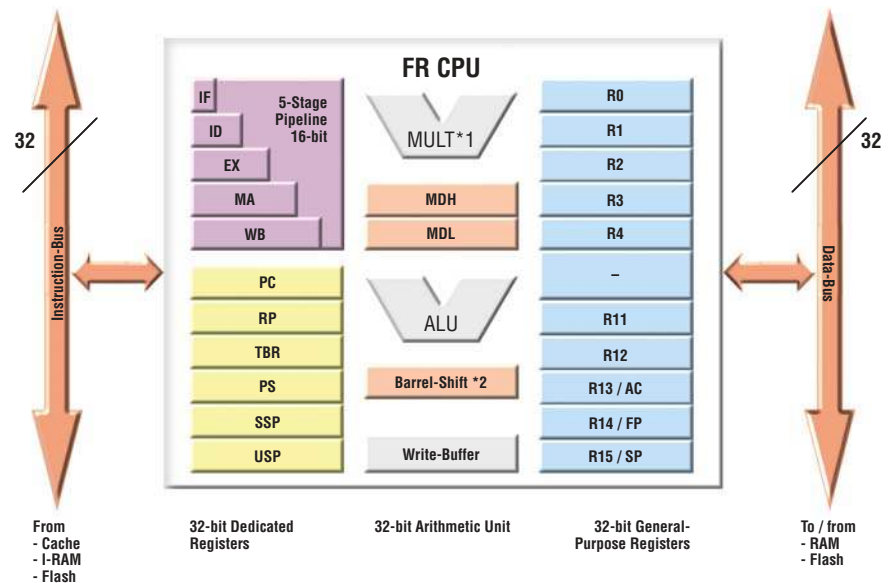 FR CPU
32
Instruction-Bus
IF
ID
EX
MA
WB
5-Stage
Pipeline
16-bit
PC
RP
TBR
PS
SSP
USP
MULT*1
MDH
MDL
ALU
Barrel-Shift *2
Write-Buffer
R0
R1
R2
R3
R4
–
R11
R12
R13 / AC
R14 / FP
R15 / SP
32
Data-Bus
From
- Cache
- I-RAM
- Flash
32-bit Dedicated
Registers
32-bit Arithmetic Unit
32-bit General-
Purpose Registers
To / from
- RAM
- Flash